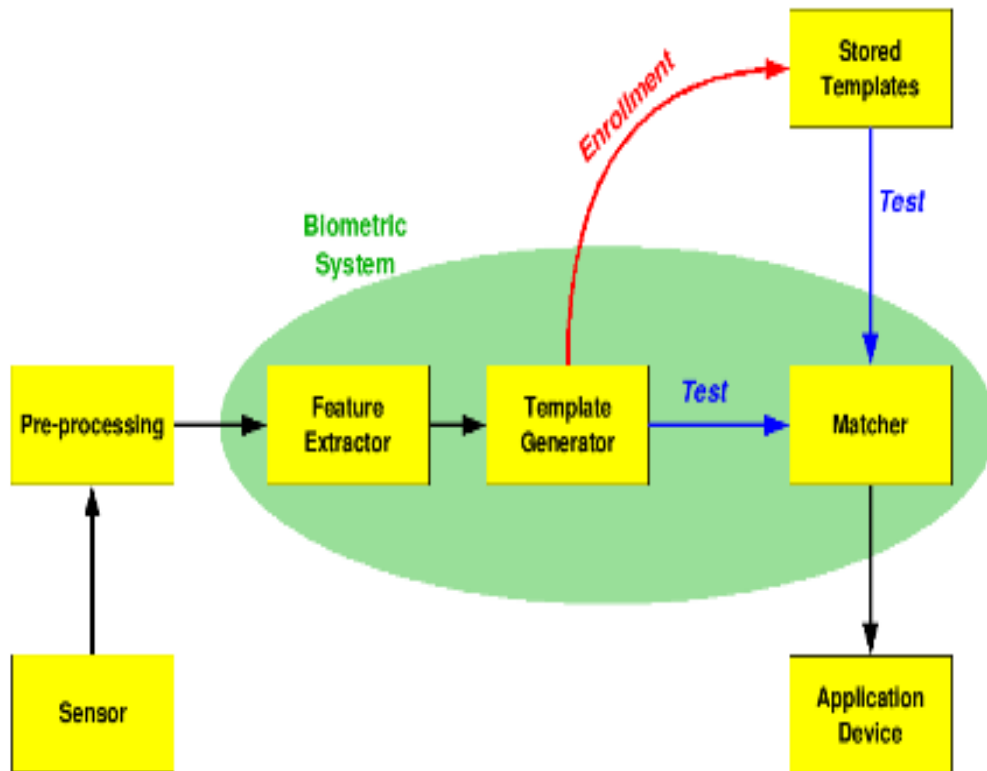 Stored
Templates
Enrollment
Test
Biometric
System
Pre-processing
Feature
Extractor
Template
Generator
Test
Matcher
Sensor
Application
Device